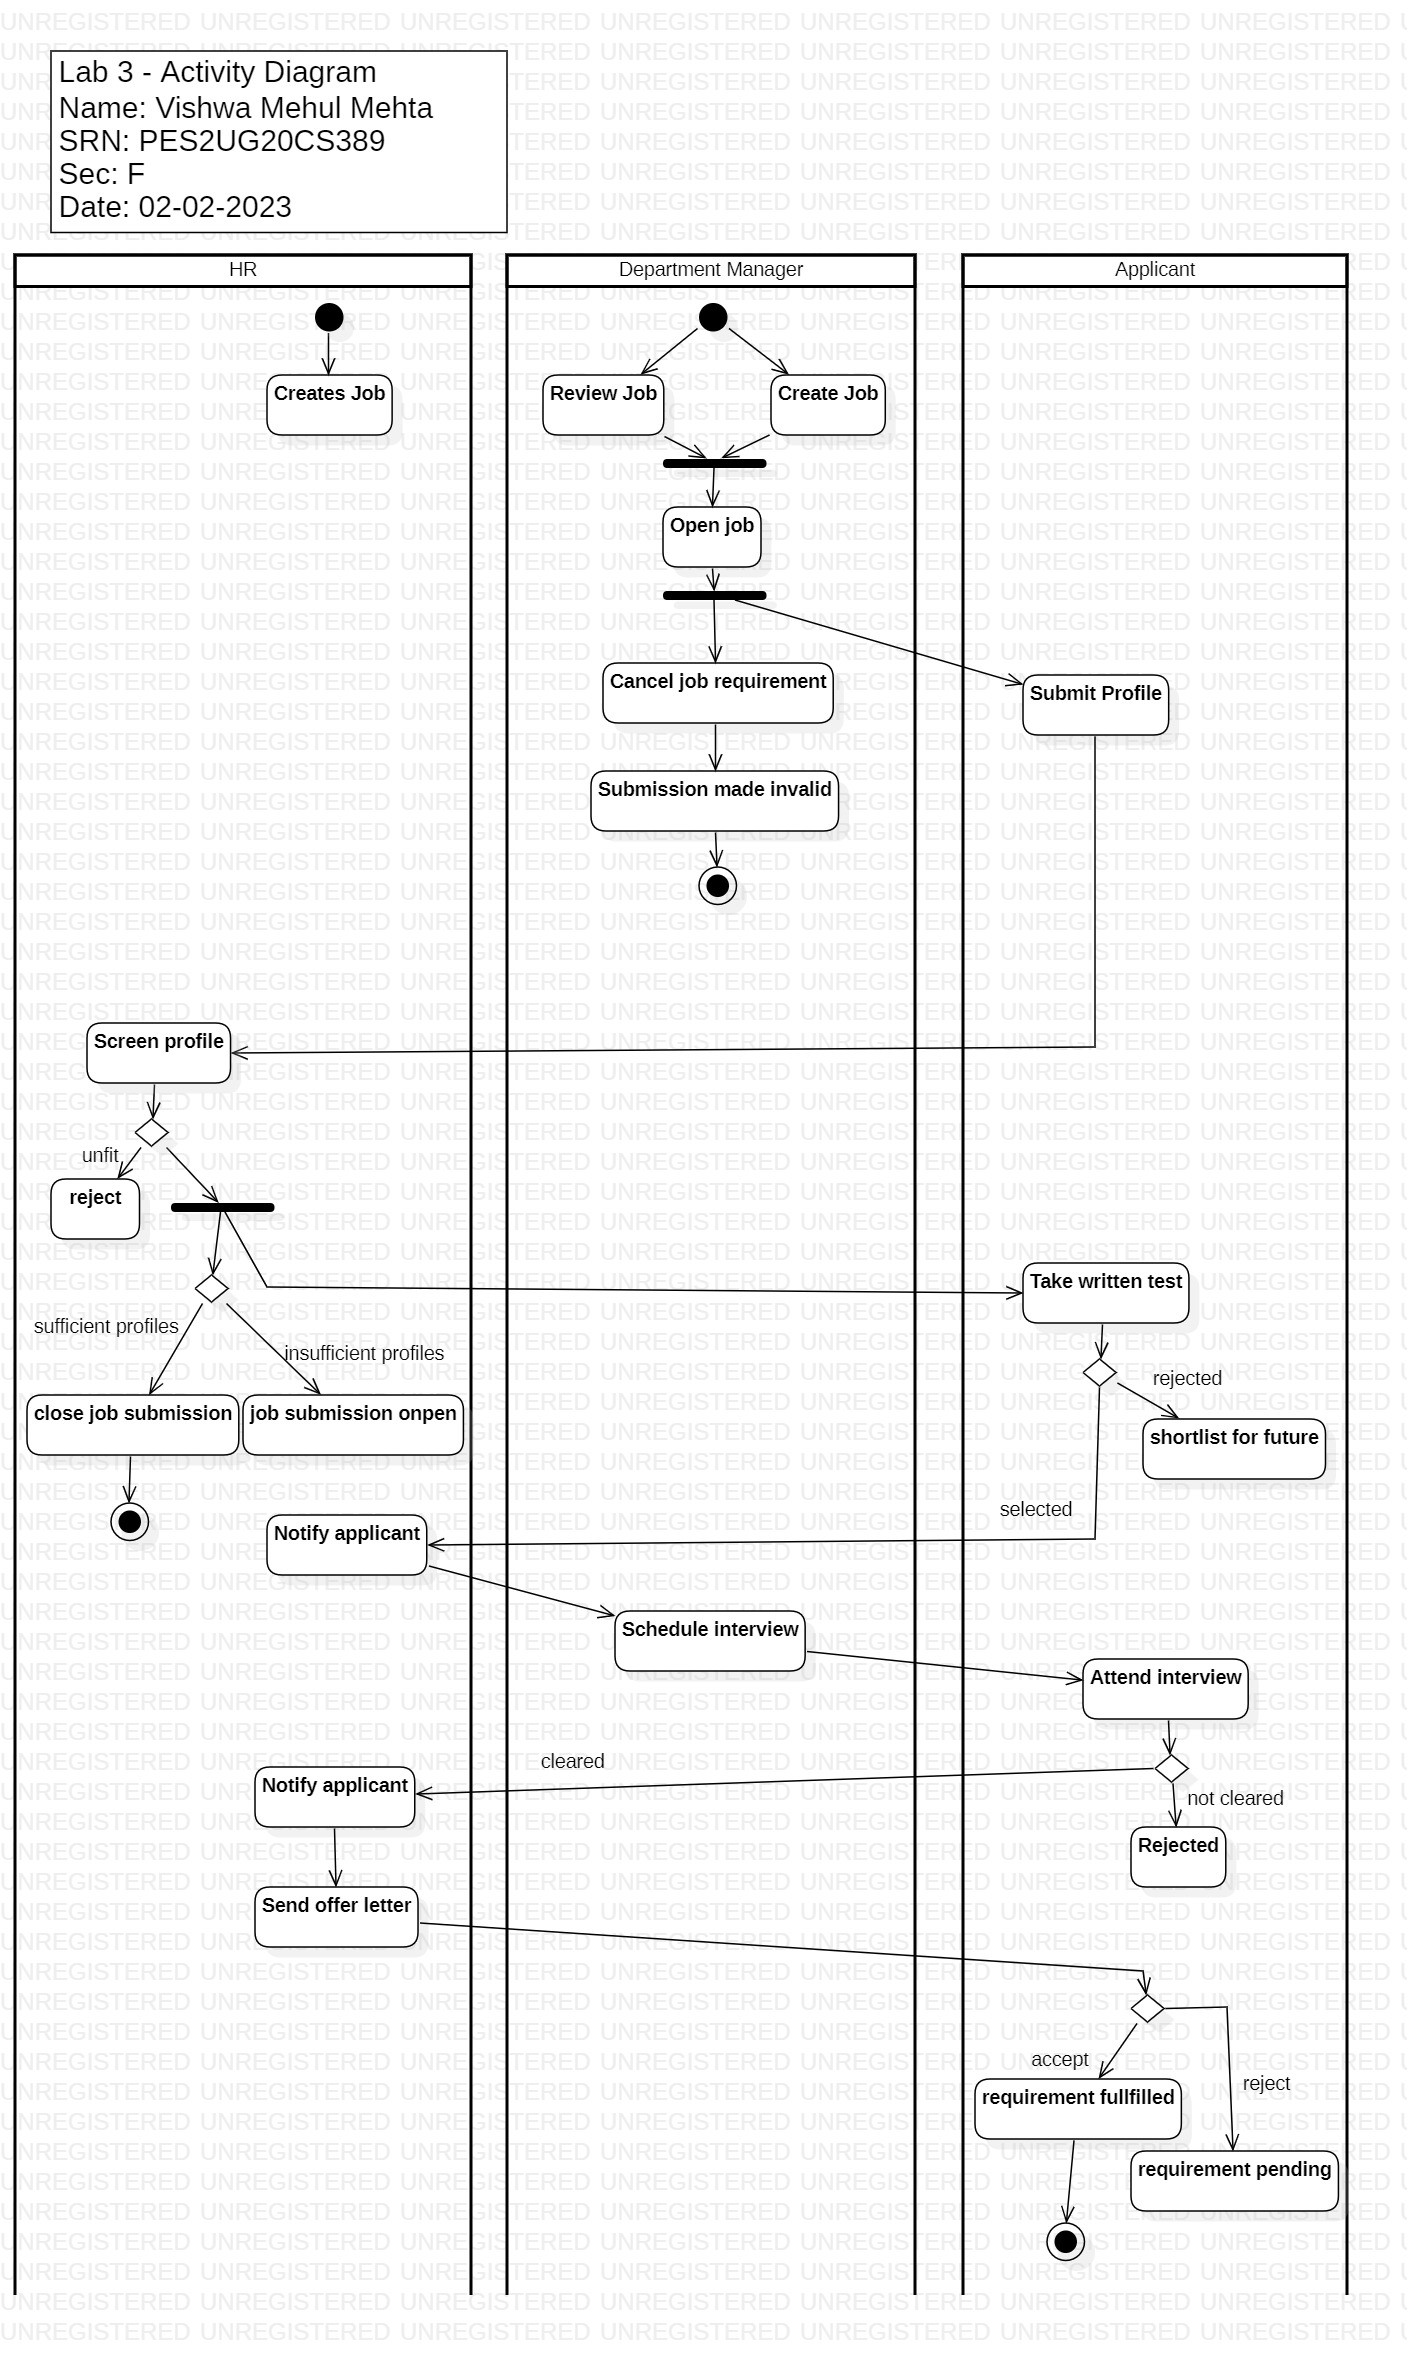 Lab 3 - Activity Diagram
Name: Vishwa Mehul Mehta
SRN: PES2UG20CS389
Sec: F
Date: 02-02-2023
HR
Department Manager
Applicant
Creates Job
Review Job
Create Job
Open job
Cancel job requirement
Submit Profile
Submission made invalid
Screen profile
unfit
reject
Take written test
sufficient profiles
insufficient profiles
rejected
close job submission
job submission onpen
shortlist for future
selected
Notify applicant
Schedule interview
Attend interview
cleared
Notify applicant
not cleared
Rejected
Send offer letter
accept
reject
requirement fullfilled
requirement pending
UNREGISTERED